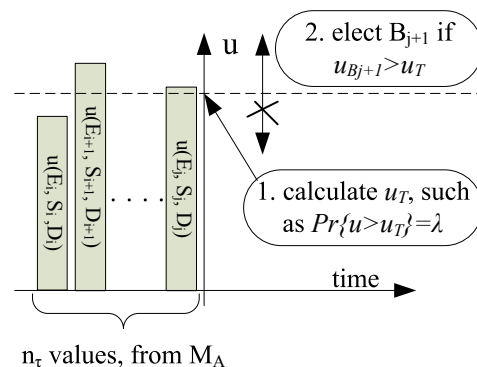 2. elect B_{j+1} if
u_{Bj+1}>u_T
u
u(E_i, S_i, D_i)
u(E_{i+1}, S_{i+1}, D_{i+1})
. . . .
u(E_j, S_j, D_j)
1. calculate u_T, such
as Pr{u>u_T}=λ
time
n_τ values, from M_A